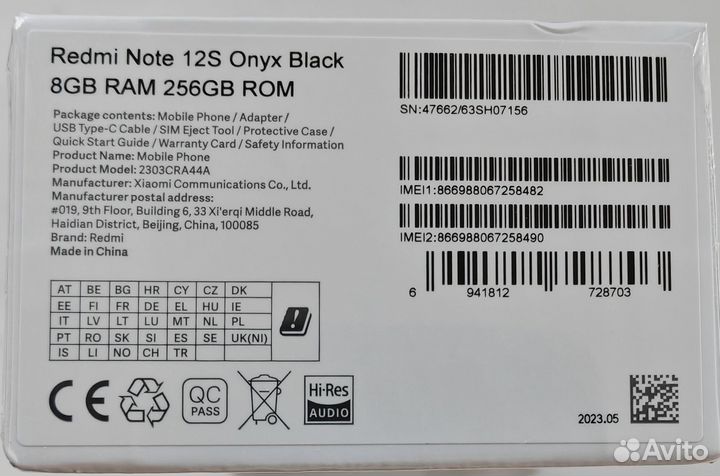 Redmi Note 12S Onyx Black
8GB RAM 256GB ROM
Package contents: Mobile Phone / Adapter /
USB Type-C Cable / SIM Eject Tool / Protective Case /
Quick Start Guide / Warranty Card / Safety Information
Product Name: Mobile Phone
Product Model: 2303CRA44A
Manufacturer: Xiaomi Communications Co., Ltd.
Manufacturer postal address:
#019, 9th Floor, Building 6, 33 Xi'erqi Middle Road,
Haidian District, Beijing, China, 100085
Brand: Redmi
Made in China
SN:47662/63SH07156
IMEI1:866988067258482
IMEI2:866988067258490
6 941812 728703
AT BE BG HR CY CZ DK
EE FI FR DE EL HU IE
IT LV LT LU MT NL PL
PT RO SK SI ES SE UK(NI)
IS LI NO CH TR
CE
QC
PASS
Hi-Res
AUDIO
2023.05
Avito